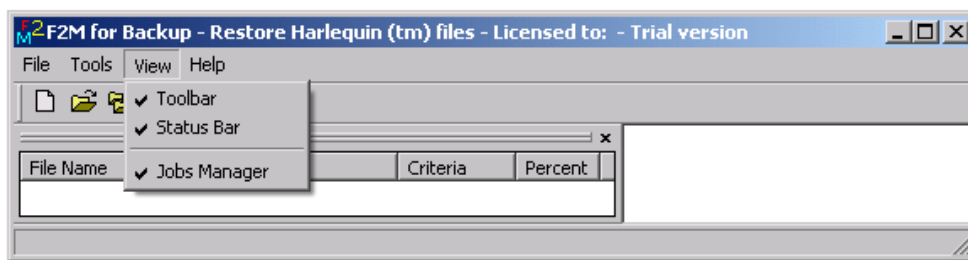 F2M F2M for Backup - Restore Harlequin (tm) files - Licensed to:  - Trial version
File Tools View Help
Toolbar
Status Bar
File Name Criteria Percent
Jobs Manager